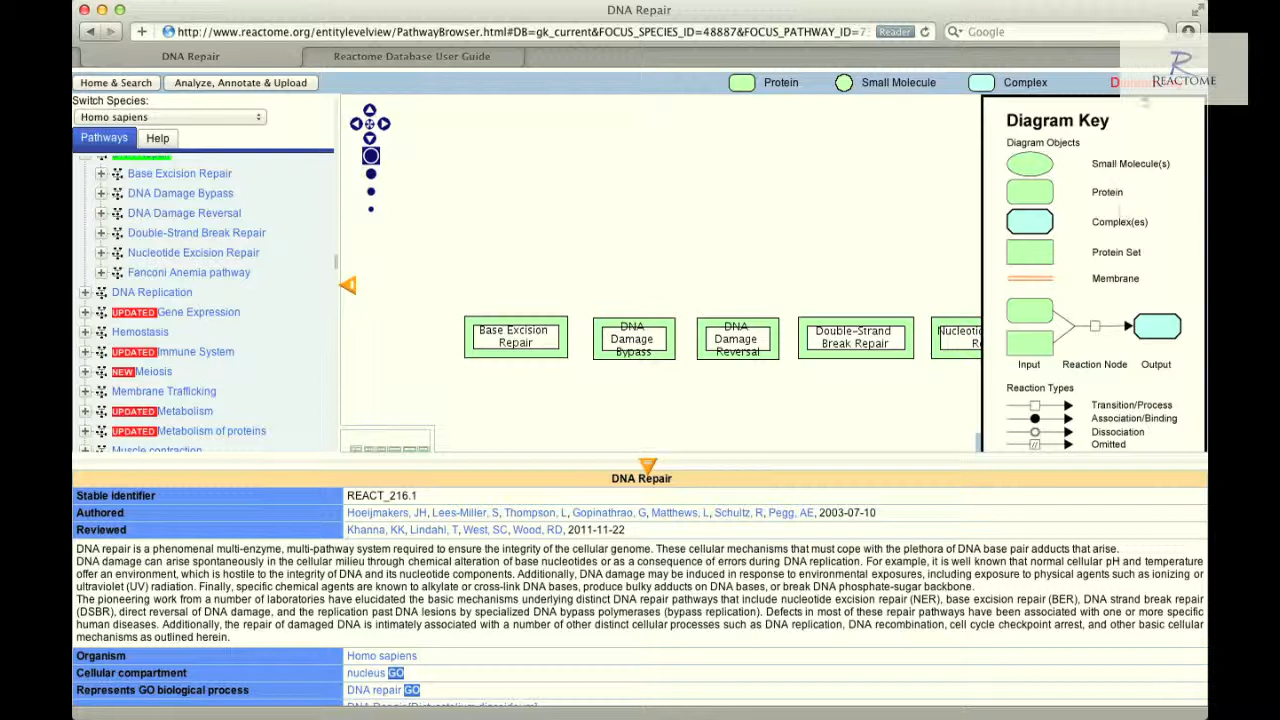 DNA Repair
http://www.reactome.org/entitylevelview/PathwayBrowser.html#DB=gk_current&FOCUS_SPECIES_ID=48887&FOCUS_PATHWAY_ID=7
Reader
Google
DNA Repair
Reactome Database User Guide
REACTOME
Home & Search
Analyze, Annotate & Upload
Protein
Small Molecule
Complex
Switch Species:
Homo sapiens
Pathways
Help
Base Excision Repair
DNA Damage Bypass
DNA Damage Reversal
Double-Strand Break Repair
Nucleotide Excision Repair
Fanconi Anemia pathway
DNA Replication
UPDATED Gene Expression
Hemostasis
UPDATED Immune System
NEW Meiosis
Membrane Trafficking
UPDATED Metabolism
UPDATED Metabolism of proteins
Muscle contraction
Base Excision
Repair
DNA
Damage
Bypass
DNA
Damage
Reversal
Double-Strand
Break Repair
Diagram Key
Diagram Objects
Small Molecule(s)
Protein
Complex(es)
Protein Set
Membrane
Input
Reaction Node
Output
Reaction Types
Transition/Process
Association/Binding
Dissociation
Omitted
DNA Repair
Stable identifier
REACT_216.1
Authored
Hoeijmakers, JH, Lees-Miller, S, Thompson, L, Gopinathrao, G, Matthews, L, Schultz, R, Pegg, AE, 2003-07-10
Reviewed
Khanna, KK, Lindahl, T, West, SC, Wood, RD, 2011-11-22
DNA repair is a phenomenal multi-enzyme, multi-pathway system required to ensure the integrity of the cellular genome. These cellular mechanisms that must cope with the plethora of DNA base pair adducts that arise.
DNA damage can arise spontaneously in the cellular milieu through chemical alteration of base nucleotides or as a consequence of errors during DNA replication. For example, it is well known that normal cellular pH and temperature
offer an environment, which is hostile to the integrity of DNA and its nucleotide components. Additionally, DNA damage may be induced in response to environmental exposures, including exposure to physical agents such as ionizing or
ultraviolet (UV) radiation. Finally, specific chemical agents are known to alkylate or cross-link DNA bases, produce bulky adducts on DNA bases, or break DNA phosphate-sugar backbone.
The pioneering work from a number of laboratories have elucidated the basic mechanisms underlying distinct DNA repair pathways that include nucleotide excision repair (NER), base excision repair (BER), DNA strand break repair
(DSBR), direct reversal of DNA damage, and the replication past DNA lesions by specialized DNA bypass polymerases (bypass replication). Defects in most of these repair pathways have been associated with one or more specific
human diseases. Additionally, the repair of damaged DNA is intimately associated with a number of other distinct cellular processes such as DNA replication, DNA recombination, cell cycle checkpoint arrest, and other basic cellular
mechanisms as outlined herein.
Organism
Homo sapiens
Cellular compartment
nucleus GO
Represents GO biological process
DNA repair GO